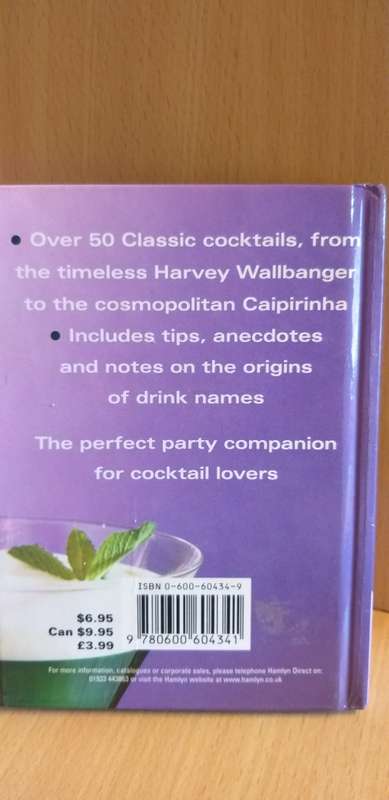 • Over 50 Classic cocktails, from
the timeless Harvey Wallbanger
to the cosmopolitan Caipirinha
• Includes tips, anecdotes
and notes on the origins
of drink names
The perfect party companion
for cocktail lovers
ISBN 0-600-60434-9
$6.95
Can $9.95
£3.99
9 780600 604341
For more information, catalogues or corporate sales, please telephone Hamlyn Direct on:
01933 443863 or visit the Hamlyn website at www.hamlyn.co.uk